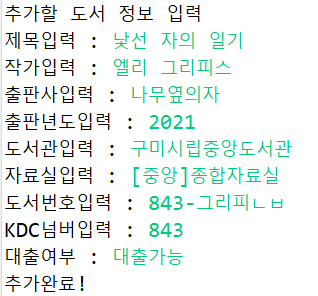 추가할 도서 정보 입력
제목입력 : 낯선 자의 일기
작가입력 : 엘리 그리피스
출판사입력 : 나무옆의자
출판년도입력 : 2021
도서관입력 : 구미시립중앙도서관
자료실입력 : [중앙]종합자료실
도서번호입력 : 843-그리피ㄴㅂ
KDC넘버입력 : 843
대출여부 : 대출가능
추가완료!